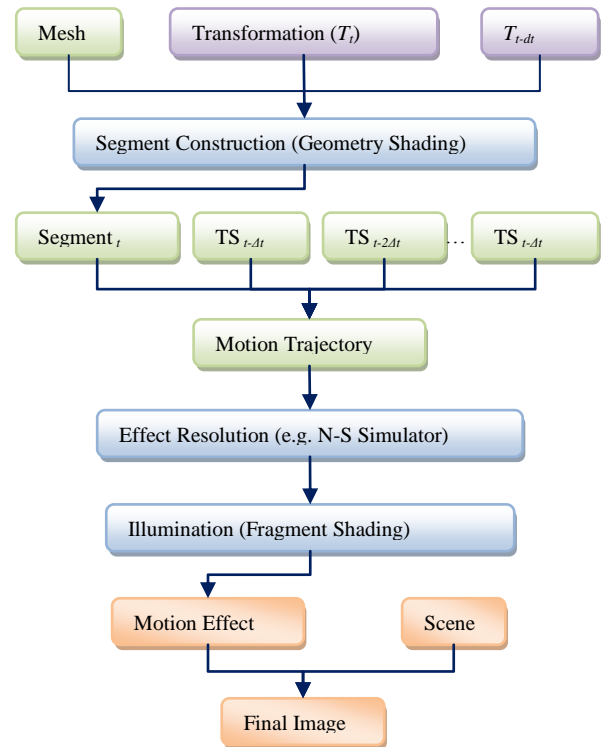 Mesh
Transformation (Tt)
Tt-dt
Segment Construction (Geometry Shading)
Segment t
TS t-Δt
TS t-2Δt
...
TS t-Δt
Motion Trajectory
Effect Resolution (e.g. N-S Simulator)
Illumination (Fragment Shading)
Motion Effect
Scene
Final Image